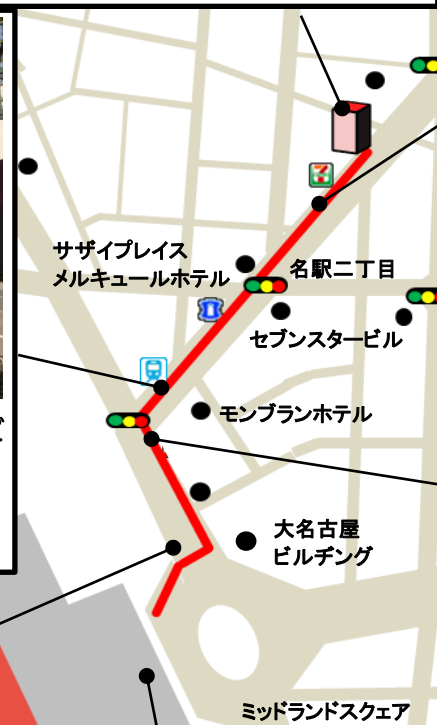 サザイプレイス
メルキュールホテル
名駅二丁目
セブンスタービル
モンブランホテル
大名古屋
ビルヂング
ミッドランドスクェア